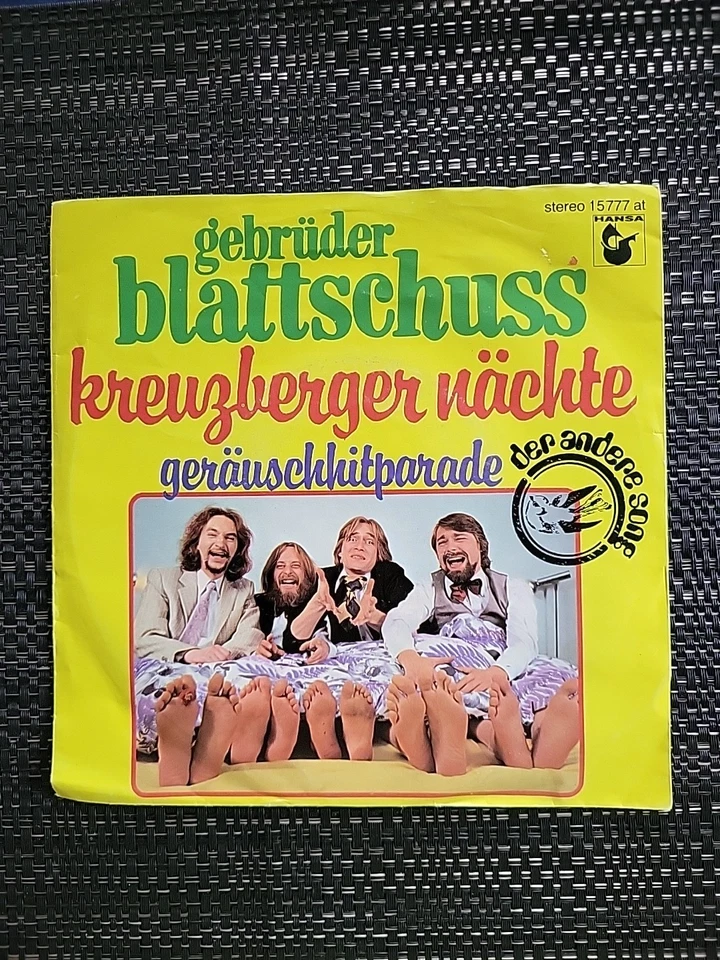 stereo 15777 at
HANSA
gebrüder
blattschuss
kreuzberger nächte
geräuschhitparade
der andere song